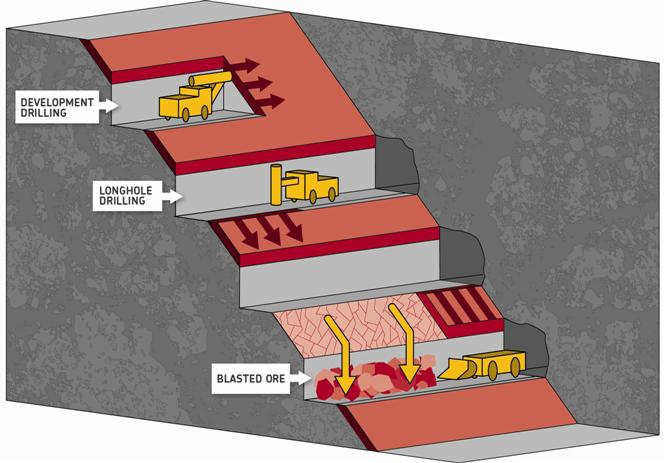 DEVELOPMENT
DRILLING
LONGHOLE
DRILLING
BLASTED ORE